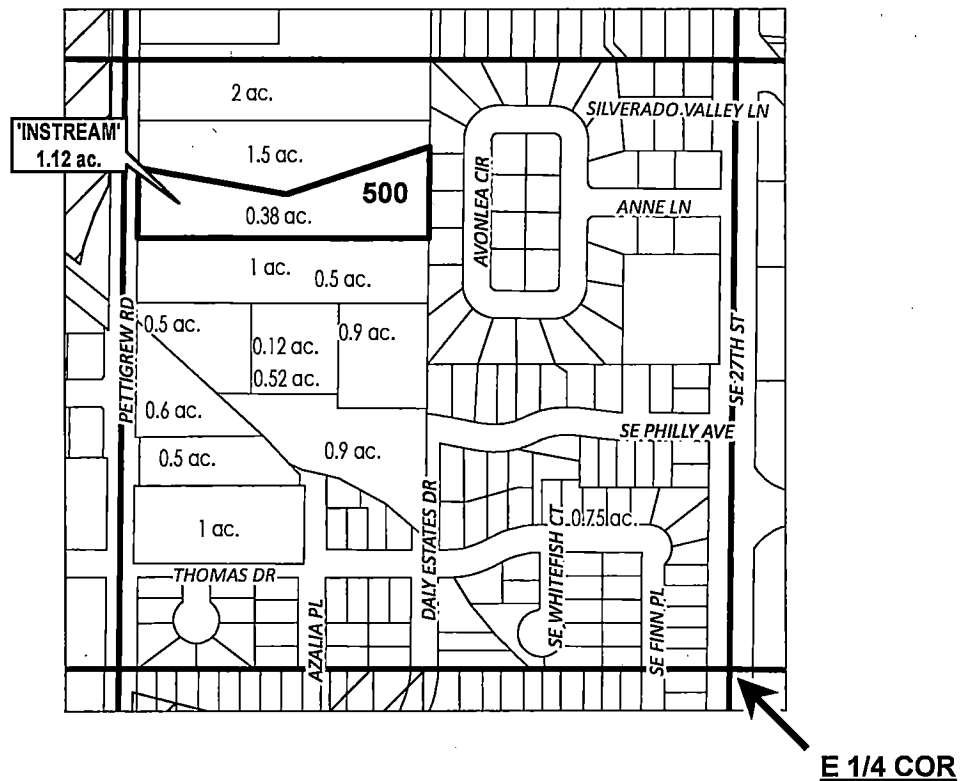 2 ac.
SILVERADO VALLEY LN
'INSTREAM'
1.12 ac.
1.5 ac.
500
AVONLEA CIR
ANNE LN
0.38 ac.
1 ac.
0.5 ac.
PETTIGREW RD
0.5 ac.
0.12 ac.
0.9 ac.
0.52 ac.
SE 27TH ST
0.6 ac.
SE PHILLY AVE
0.5 ac.
0.9 ac.
1 ac.
DALY ESTATES DR
SE WHITEFISH CT
0.75 ac.
THOMAS DR
AZALIA PL
SE FINN PL
E 1/4 COR